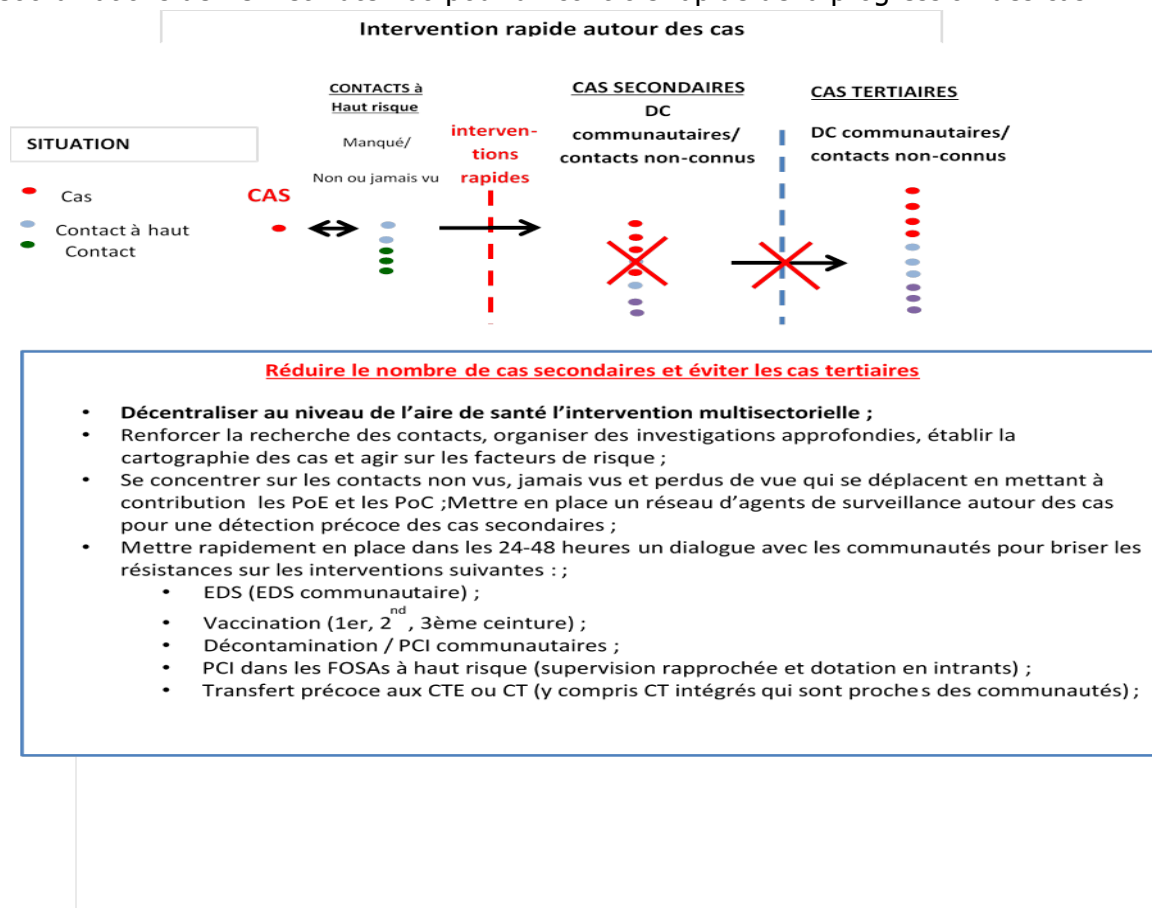 Intervention rapide autour des cas
CONTACTS à
Haut risque
Manqué/
Non ou jamais vu
interven-
tions
rapides
CAS SECONDAIRES
DC
communautaires/
contacts non-connus
CAS TERTIAIRES
DC communautaires/
contacts non-connus
SITUATION
Cas
Contact à haut
Contact
CAS
Réduire le nombre de cas secondaires et éviter les cas tertiaires
• Décentraliser au niveau de l’aire de santé l’intervention multisectorielle ;
• Renforcer la recherche des contacts, organiser des investigations approfondies, établir la
cartographie des cas et agir sur les facteurs de risque ;
• Se concentrer sur les contacts non vus, jamais vus et perdus de vue qui se déplacent en mettant à
contribution les PoE et les PoC ;Mettre en place un réseau d’agents de surveillance autour des cas
pour une détection précoce des cas secondaires ;
• Mettre rapidement en place dans les 24-48 heures un dialogue avec les communautés pour briser les
résistances sur les interventions suivantes : ;
• EDS (EDS communautaire) ;
• Vaccination (1er, 2nd , 3ème ceinture) ;
• Décontamination / PCI communautaires ;
• PCI dans les FOSAs à haut risque (supervision rapprochée et dotation en intrants) ;
• Transfert précoce aux CTE ou CT (y compris CT intégrés qui sont proches des communautés) ;